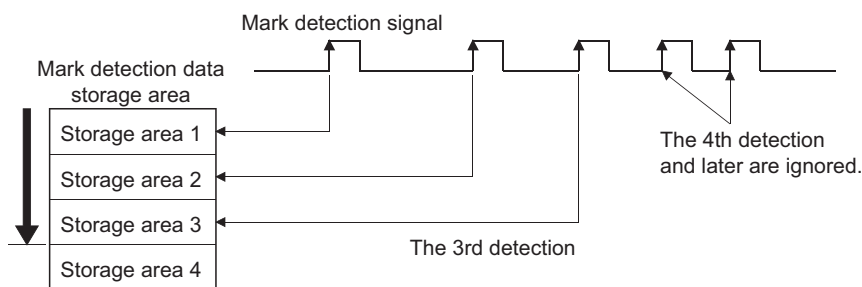 Mark detection signal
Mark detection data
storage area
Storage area 1
Storage area 2
Storage area 3
Storage area 4
The 4th detection
and later are ignored.
The 3rd detection